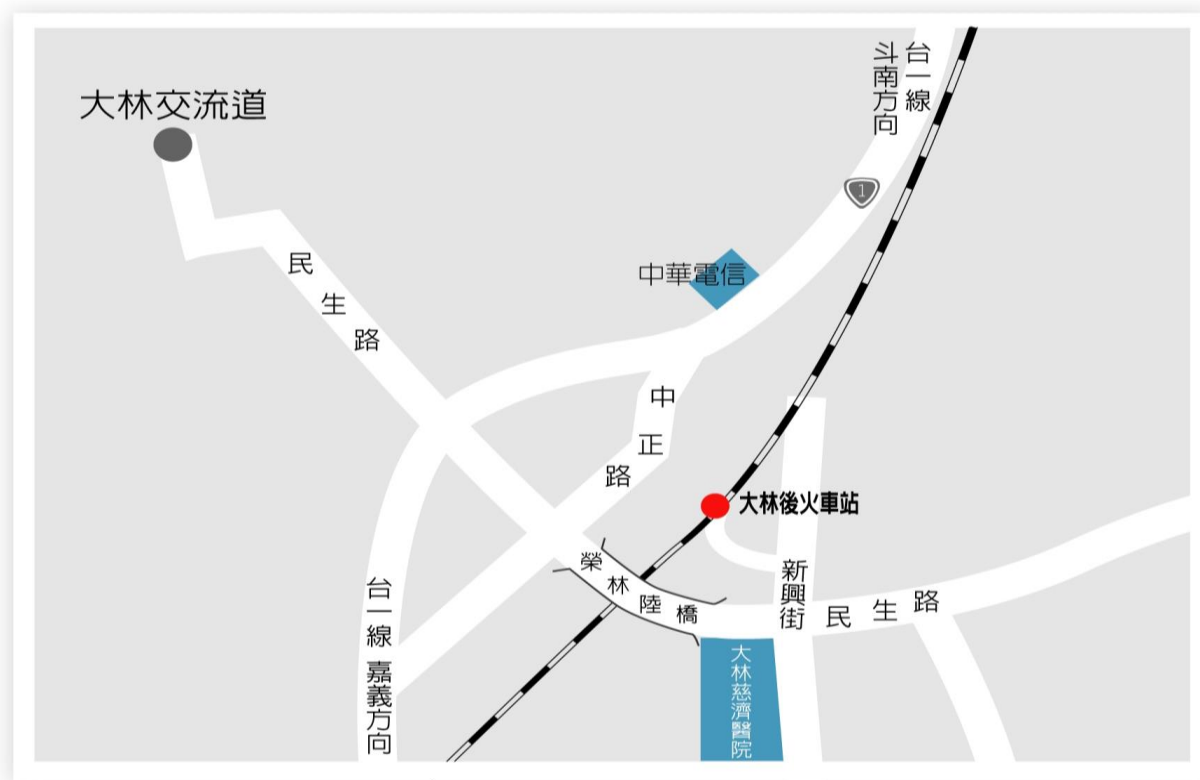 台一線
斗南方向
大林交流道
1
民生路
中華電信
中正路
大林後火車站
榮林陸橋
新興街
民生路
台一線 嘉義方向
大林慈濟醫院